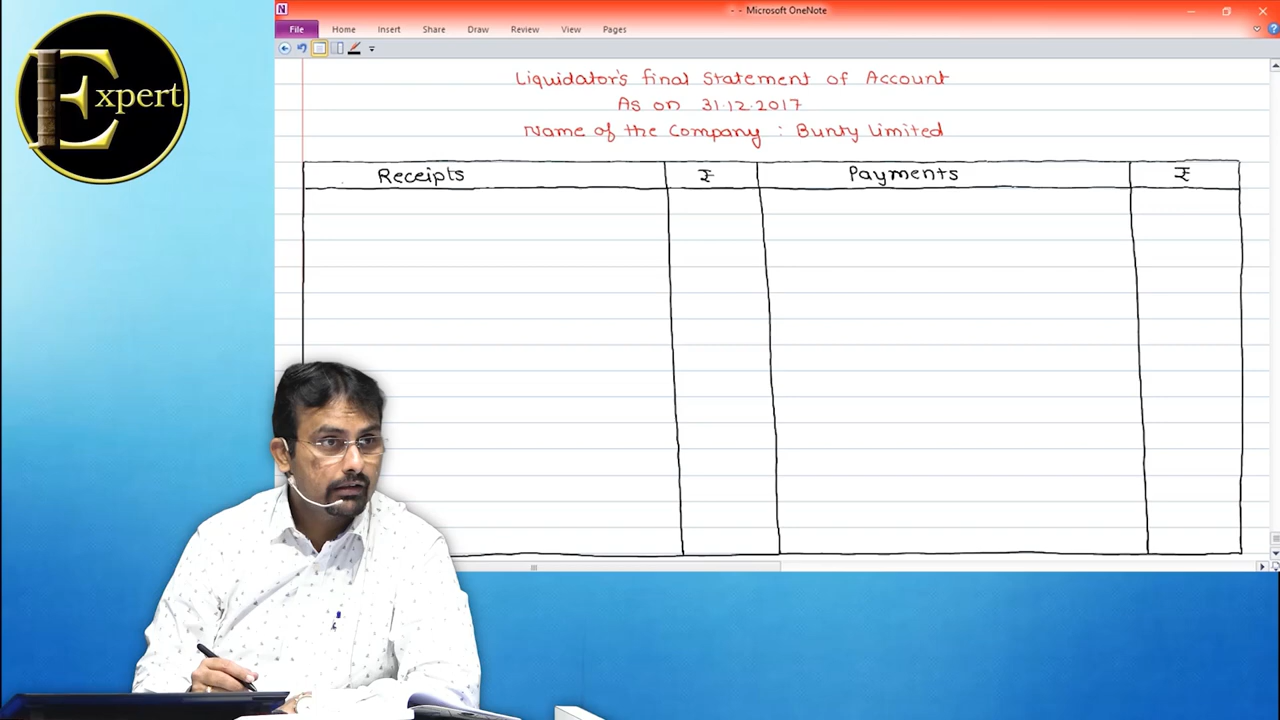 Expert
- - Microsoft OneNote
File Home Insert Share Draw Review View Pages
Liquidator's final Statement of Account
As on 31.12.2017
Name of the Company : Bunty Limited
Receipts ₹ Payments ₹